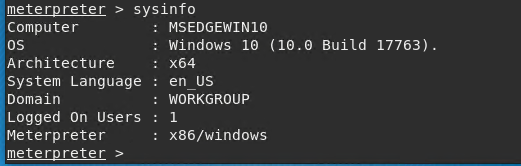 meterpreter > sysinfo
Computer        : MSEDGEWIN10
OS              : Windows 10 (10.0 Build 17763).
Architecture    : x64
System Language : en_US
Domain          : WORKGROUP
Logged On Users : 1
Meterpreter     : x86/windows
meterpreter >